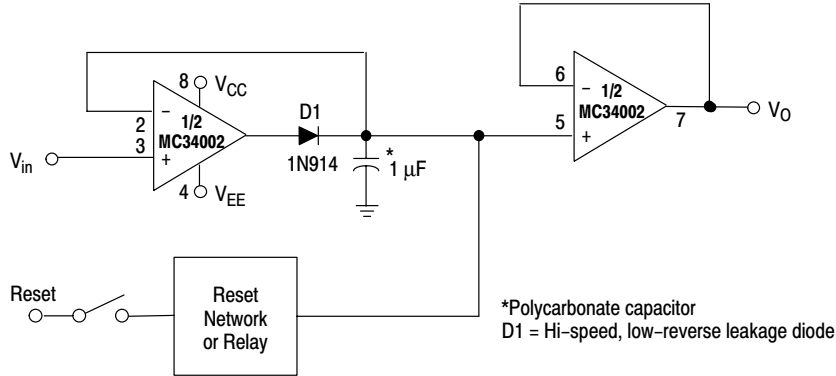 8 V_CC
2
1/2
MC34002
3
4 V_EE
V_in
D1
1N914
*
1 μF
6
5
1/2
MC34002
7
V_O
Reset
Reset
Network
or Relay
*Polycarbonate capacitor
D1 = Hi-speed, low-reverse leakage diode